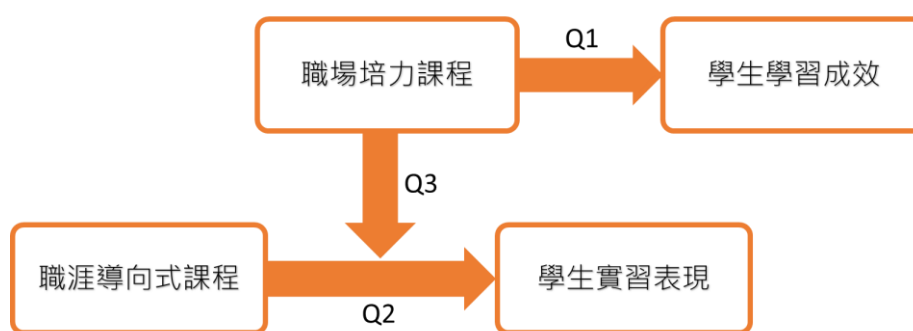 Q1
職場培力課程
學生學習成效
Q3
職涯導向式課程
學生實習表現
Q2